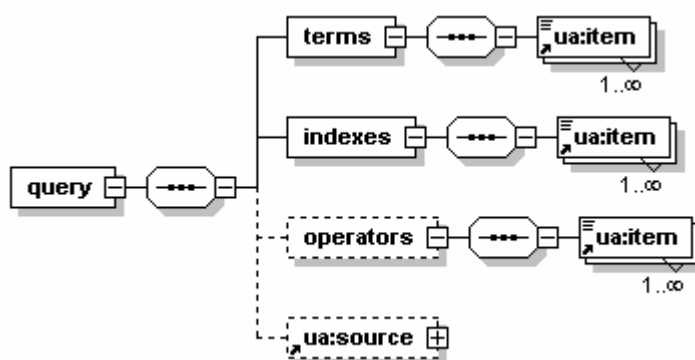 terms
ua:item
1..∞
indexes
ua:item
1..∞
query
operators
ua:item
1..∞
ua:source